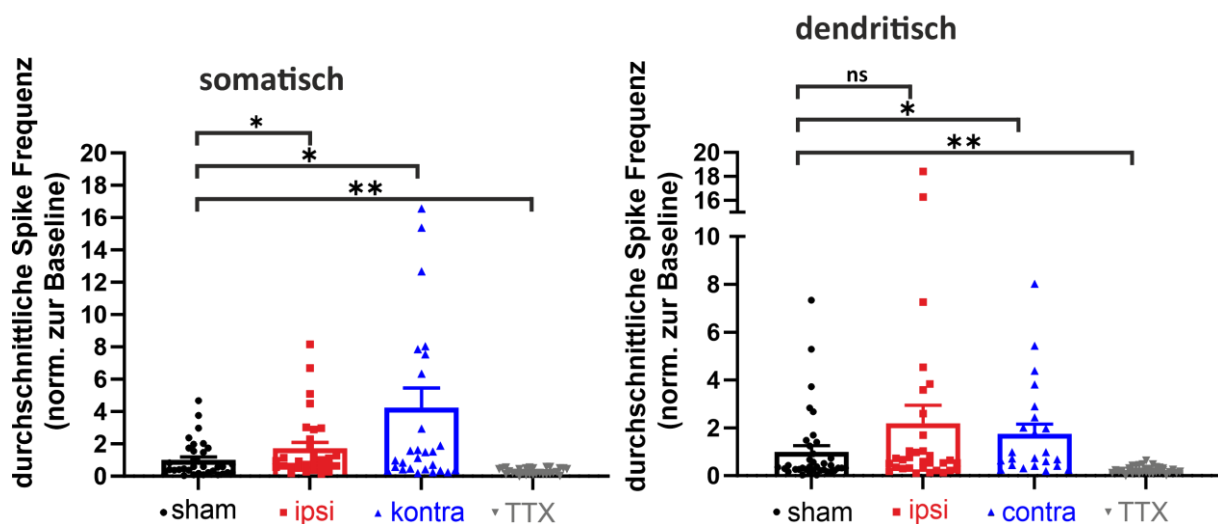 somatisch
*
*
**
durchschnittliche Spike Frequenz
(norm. zur Baseline)
20
18
16
14
12
10
8
6
4
2
0
sham ipsi kontra TTX
dendritisch
ns
*
**
durchschnittliche Spike Frequenz
(norm. zur Baseline)
20
18
16
10
8
6
4
2
0
sham ipsi contra TTX